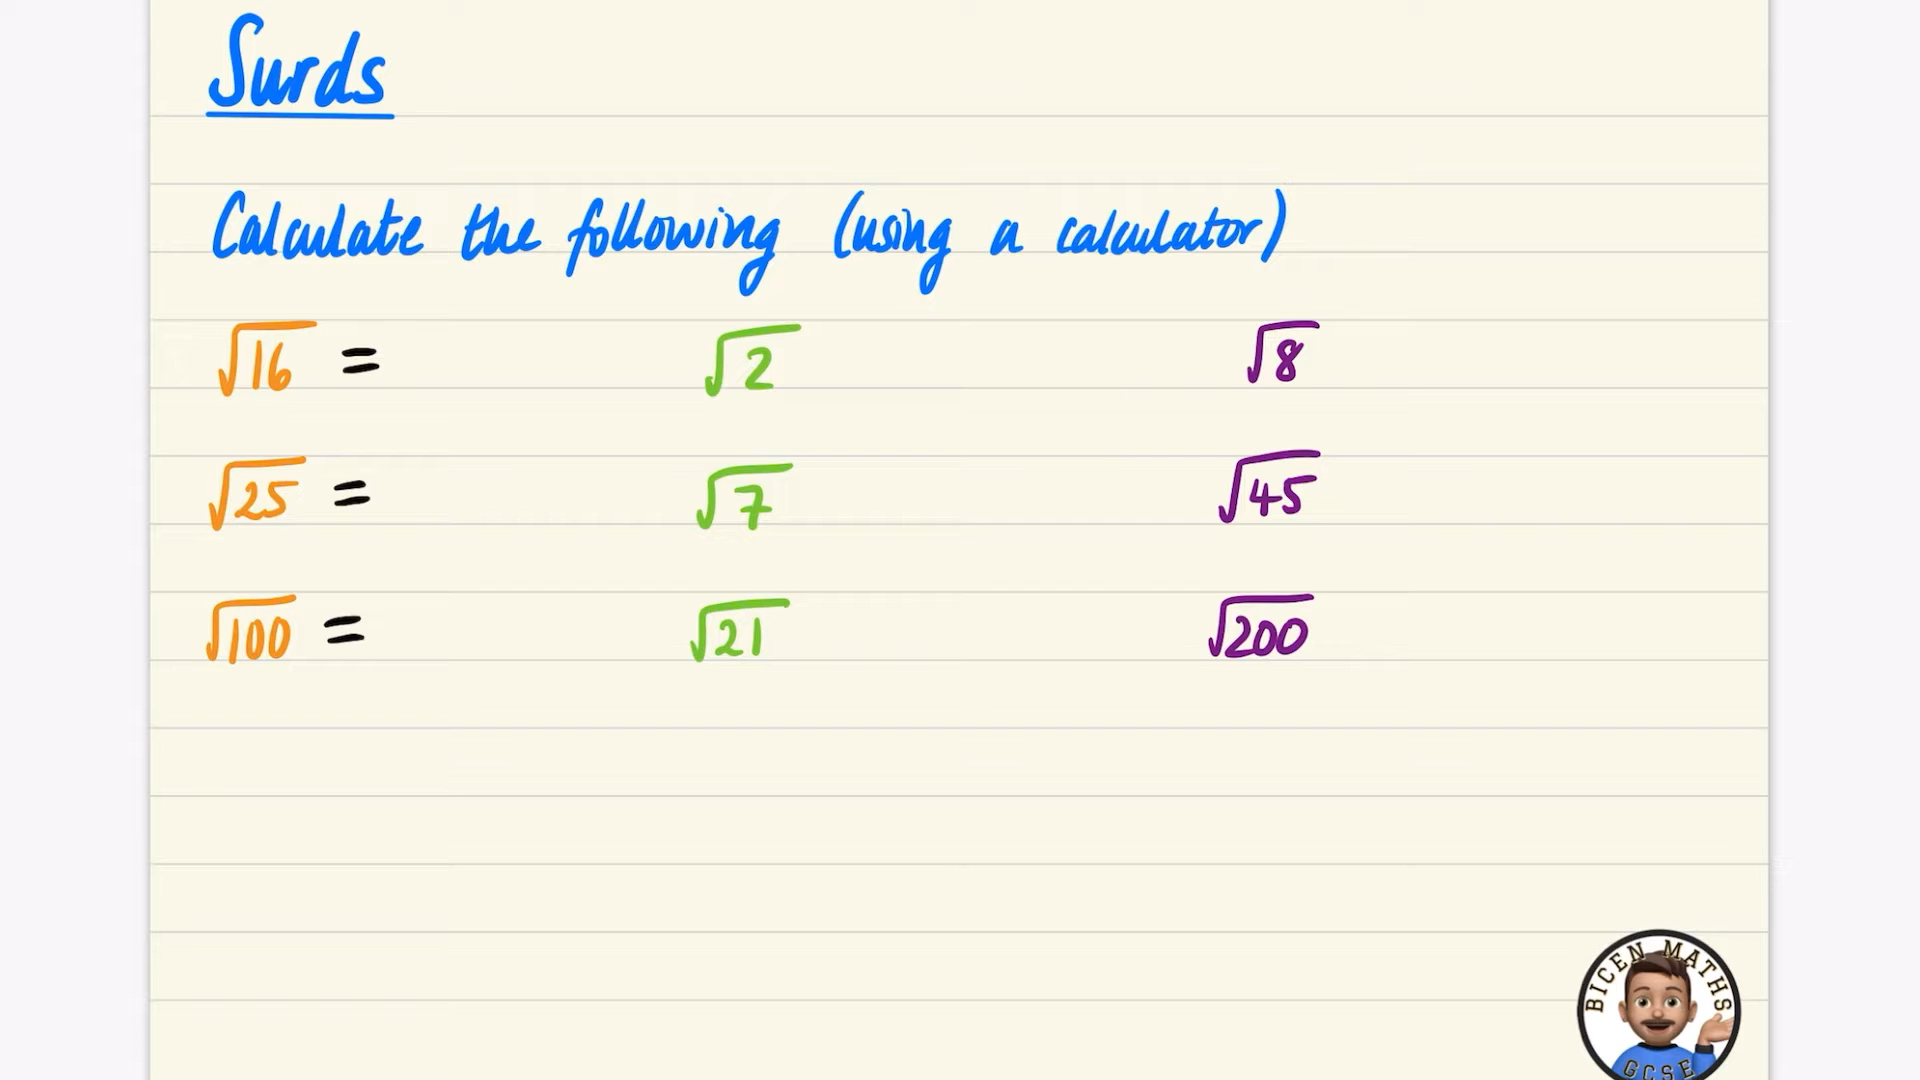 Surds
Calculate the following (using a calculator)
√16 = √2 √8
√25 = √7 √45
√100 = √21 √200
BICEN MATHS
GCSE